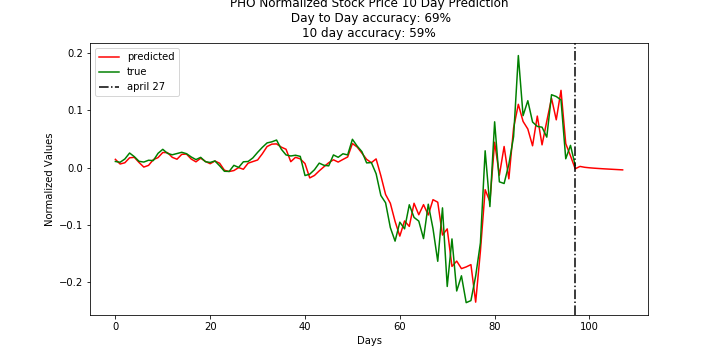 PHO Normalized Stock Price 10 Day Prediction
Day to Day accuracy: 69%
10 day accuracy: 59%
predicted
true
april 27
Normalized Values
0.2
0.1
0.0
−0.1
−0.2
0
20
40
60
80
100
Days